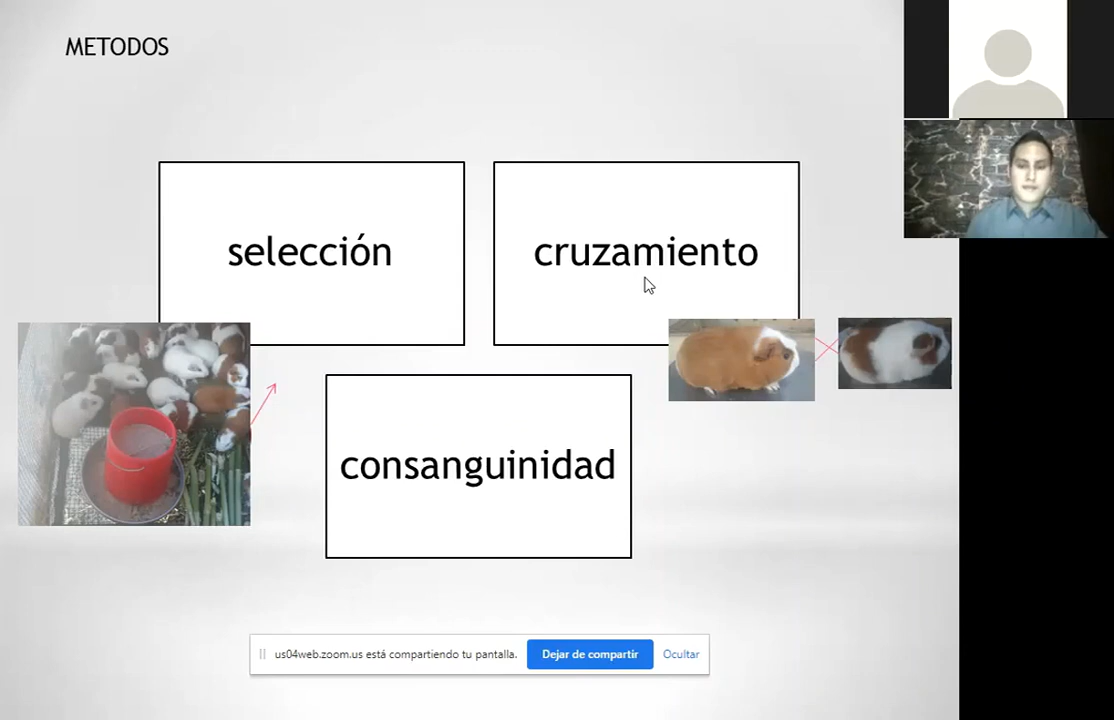 METODOS
selección
cruzamiento
consanguinidad
us04web.zoom.us está compartiendo tu pantalla.
Dejar de compartir
Ocultar